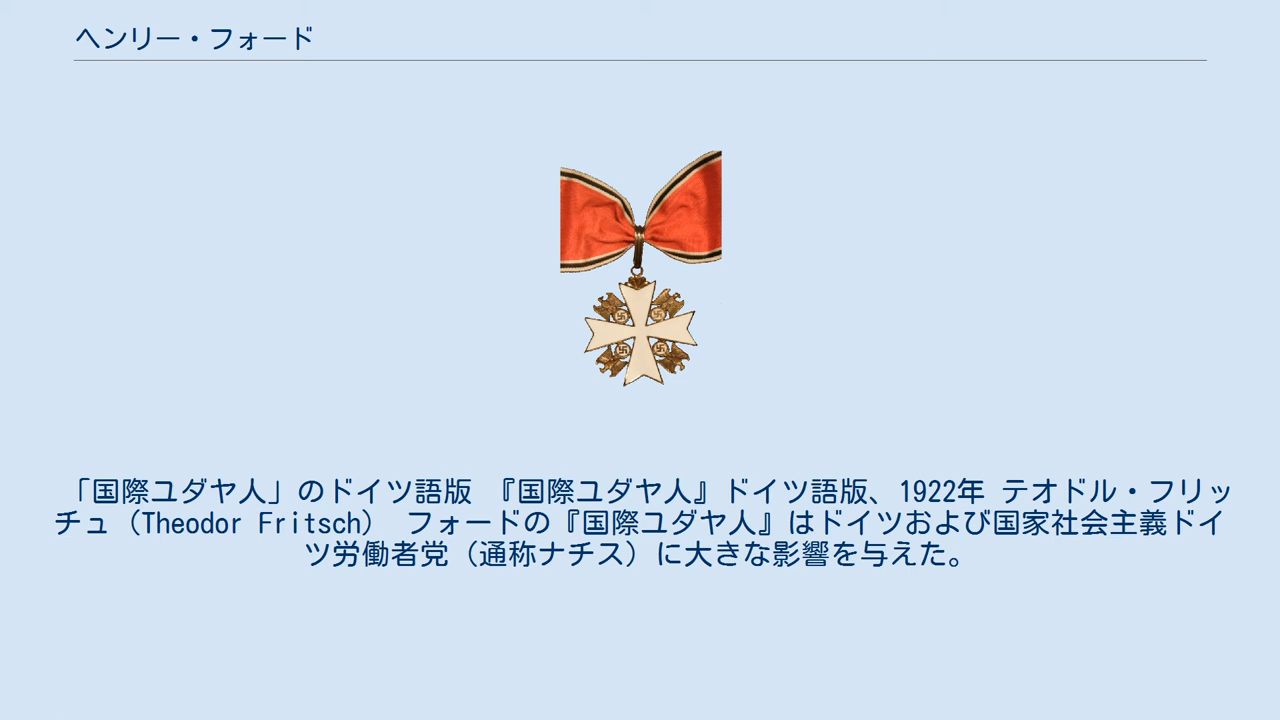 ヘンリー・フォード
「国際ユダヤ人」のドイツ語版 『国際ユダヤ人』ドイツ語版、1922年 テオドル・フリッ
チュ（Theodor Fritsch） フォードの『国際ユダヤ人』はドイツおよび国家社会主義ドイ
ツ労働者党（通称ナチス）に大きな影響を与えた。